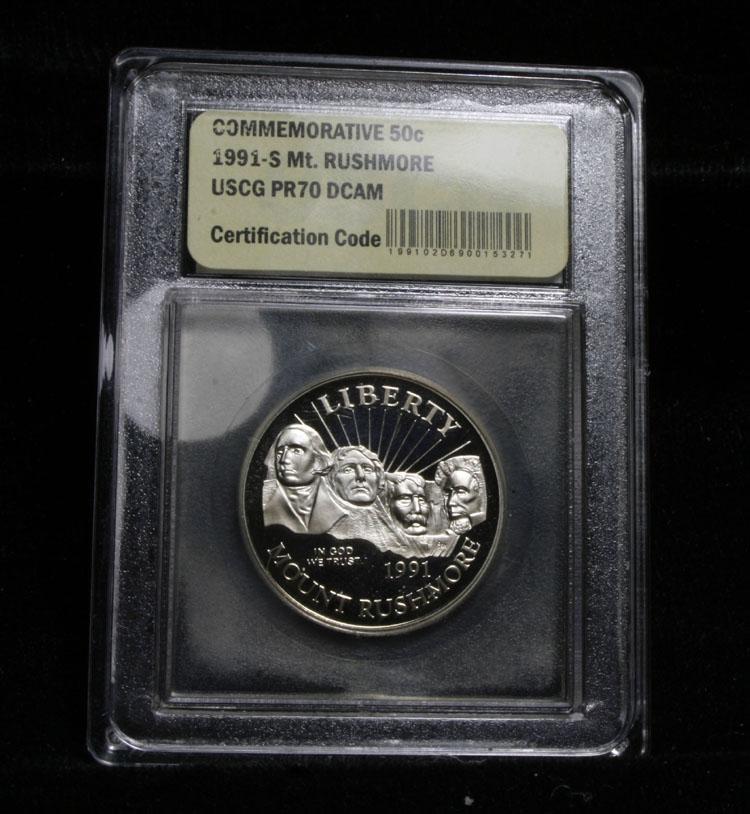 COMMEMORATIVE 50c
1991-S Mt. RUSHMORE
USCG PR70 DCAM
Certification Code
199102D6900153271
LIBERTY
IN GOD
WE TRUST
1991
MOUNT RUSHMORE